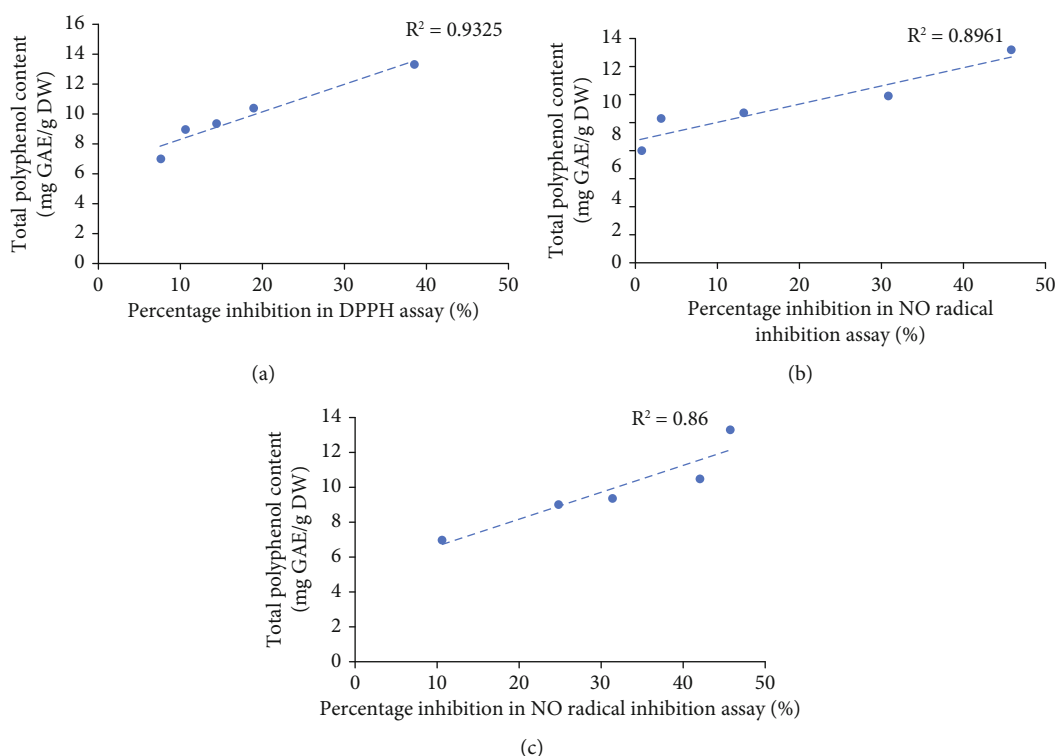 16
14
12
10
8
6
4
2
0
Total polyphenol content
(mg GAE/g DW)
R² = 0.9325
0 10 20 30 40 50
Percentage inhibition in DPPH assay (%)
(a)
14
12
10
8
8
6
4
2
0
Total polyphenol content
(mg GAE/g DW)
R² = 0.8961
0 10 20 30 40 50
Percentage inhibition in NO radical
inhibition assay (%)
(b)
14
12
10
8
6
4
2
0
Total polyphenol content
(mg GAE/g DW)
R² = 0.86
0 10 20 30 40 50
Percentage inhibition in NO radical inhibition assay (%)
(c)